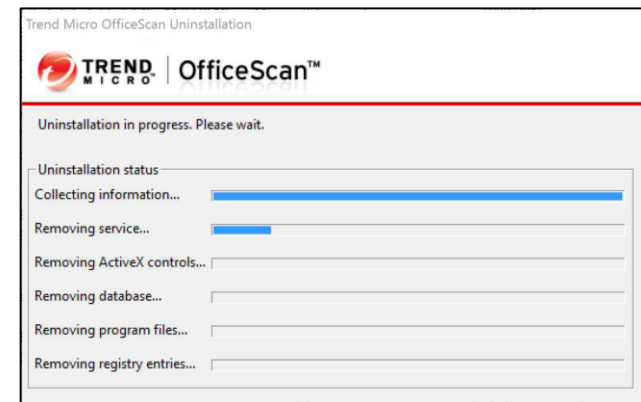 Trend Micro OfficeScan Uninstallation
TREND MICRO™ | OfficeScan™
Uninstallation in progress. Please wait.
Uninstallation status
Collecting information...
Removing service...
Removing ActiveX controls...
Removing database...
Removing program files...
Removing registry entries...